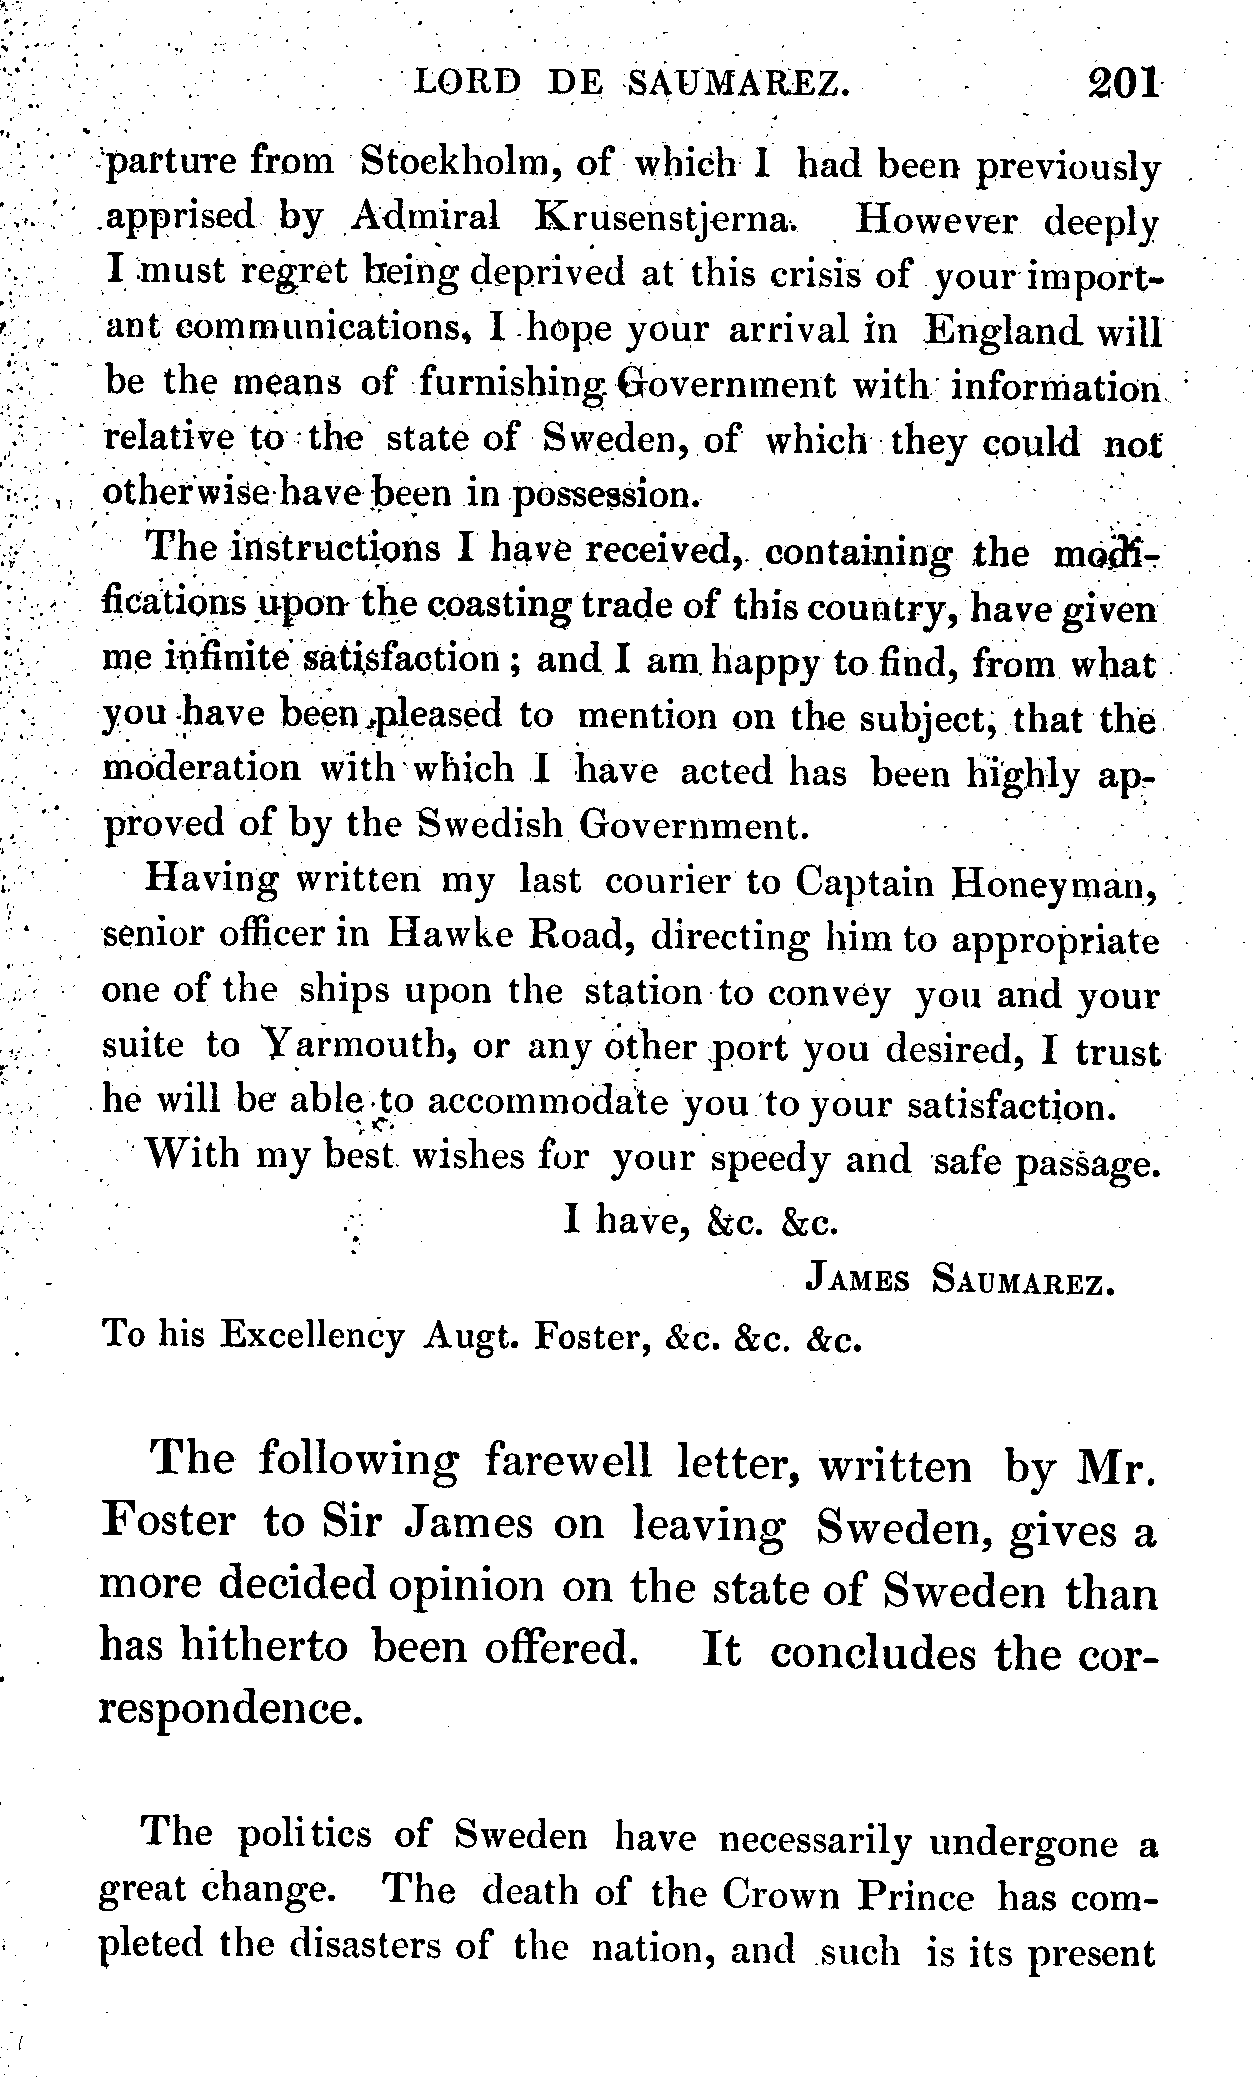 LORD DE SAUMAREZ. 201
parture from Stockholm, of which I had been previously
apprised by Admiral Krusenstjerna. However deeply
I must regret being deprived at this crisis of your import-
ant communications, I hope your arrival in England will
be the means of furnishing Government with information
relative to the state of Sweden, of which they could not
otherwise have been in possession.
The instructions I have received, containing the modi-
fications upon the coasting trade of this country, have given
me infinite satisfaction; and I am happy to find, from what
you have been pleased to mention on the subject, that the
moderation with which I have acted has been highly ap-
proved of by the Swedish Government.
Having written my last courier to Captain Honeyman,
senior officer in Hawke Road, directing him to appropriate
one of the ships upon the station to convey you and your
suite to Yarmouth, or any other port you desired, I trust
he will be able to accommodate you to your satisfaction.
With my best wishes for your speedy and safe passage.
I have, &c. &c.
JAMES SAUMAREZ.
To his Excellency Augt. Foster, &c. &c. &c.
The following farewell letter, written by Mr.
Foster to Sir James on leaving Sweden, gives a
more decided opinion on the state of Sweden than
has hitherto been offered. It concludes the cor-
respondence.
The politics of Sweden have necessarily undergone a
great change. The death of the Crown Prince has com-
pleted the disasters of the nation, and such is its present